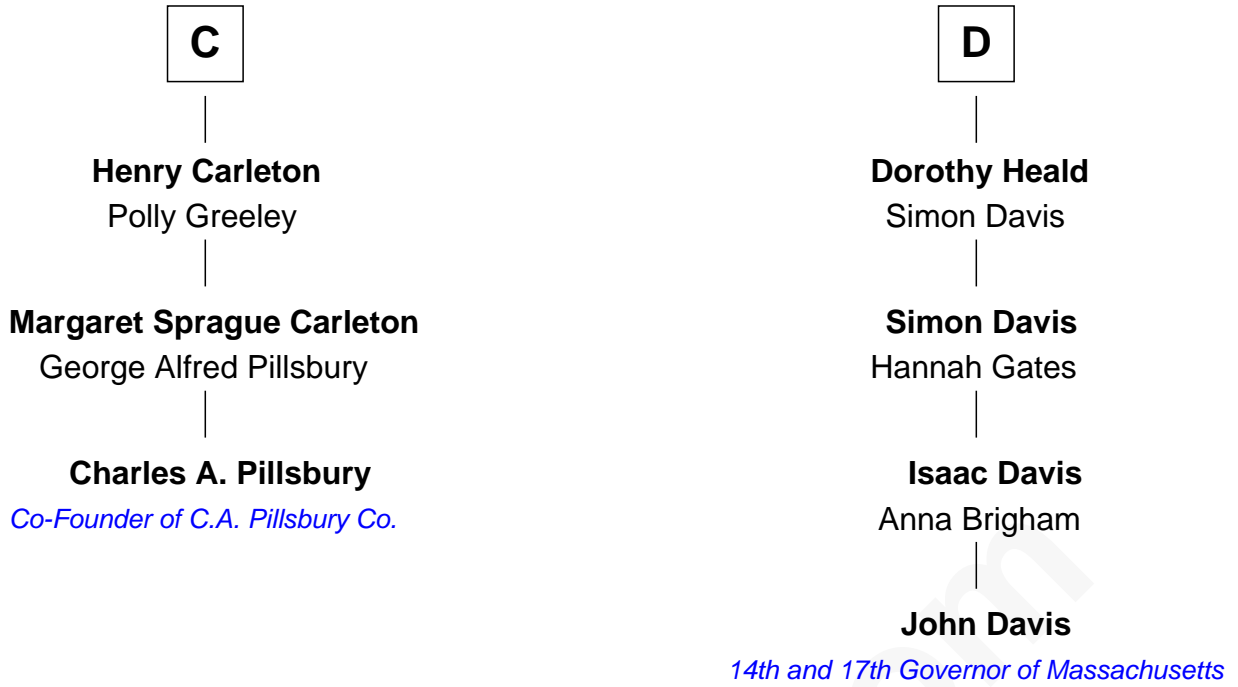 C
Henry Carleton
Polly Greeley
Margaret Sprague Carleton
George Alfred Pillsbury
Charles A. Pillsbury
Co-Founder of C.A. Pillsbury Co.
D
Dorothy Heald
Simon Davis
Simon Davis
Hannah Gates
Isaac Davis
Anna Brigham
John Davis
14th and 17th Governor of Massachusetts